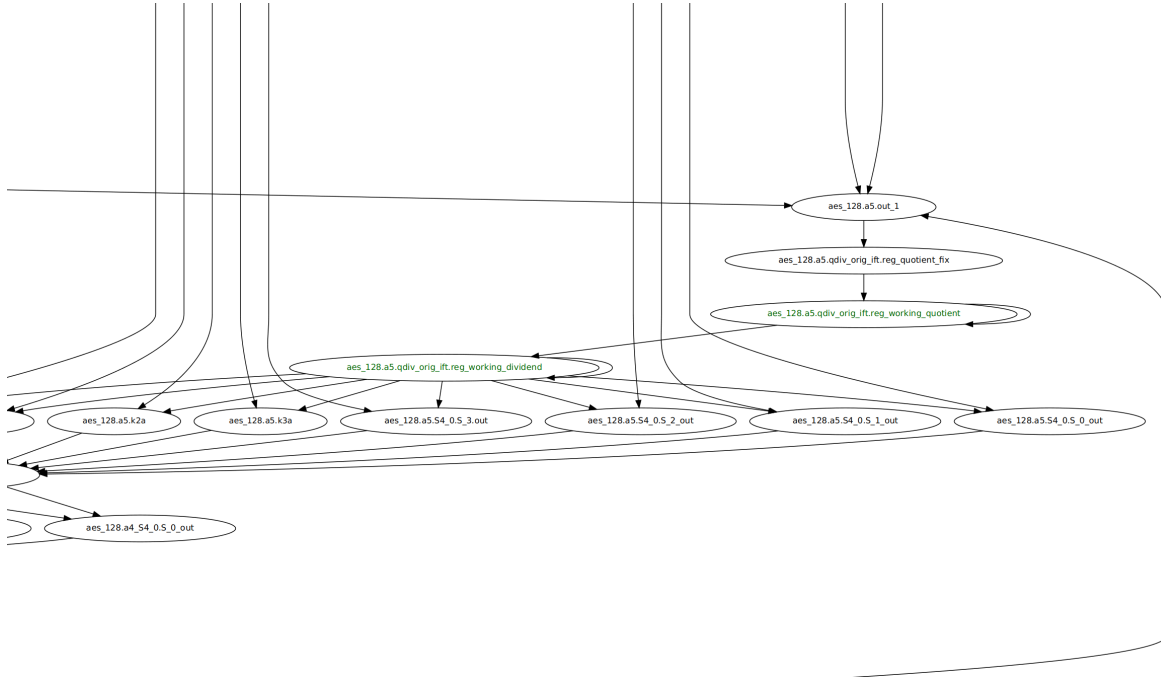 aes_128.a5.out_1
aes_128.a5.qdiv_orig_ift.reg_quotient_fix
aes_128.a5.qdiv_orig_ift.reg_working_quotient
aes_128.a5.qdiv_orig_ift.reg_working_dividend
aes_128.a5.k2a
aes_128.a5.k3a
aes_128.a5.S4_0.S_3_out
aes_128.a5.S4_0.S_2_out
aes_128.a5.S4_0.S_1_out
aes_128.a5.S4_0.S_0_out
aes_128.a4_S4_0.S_0_out